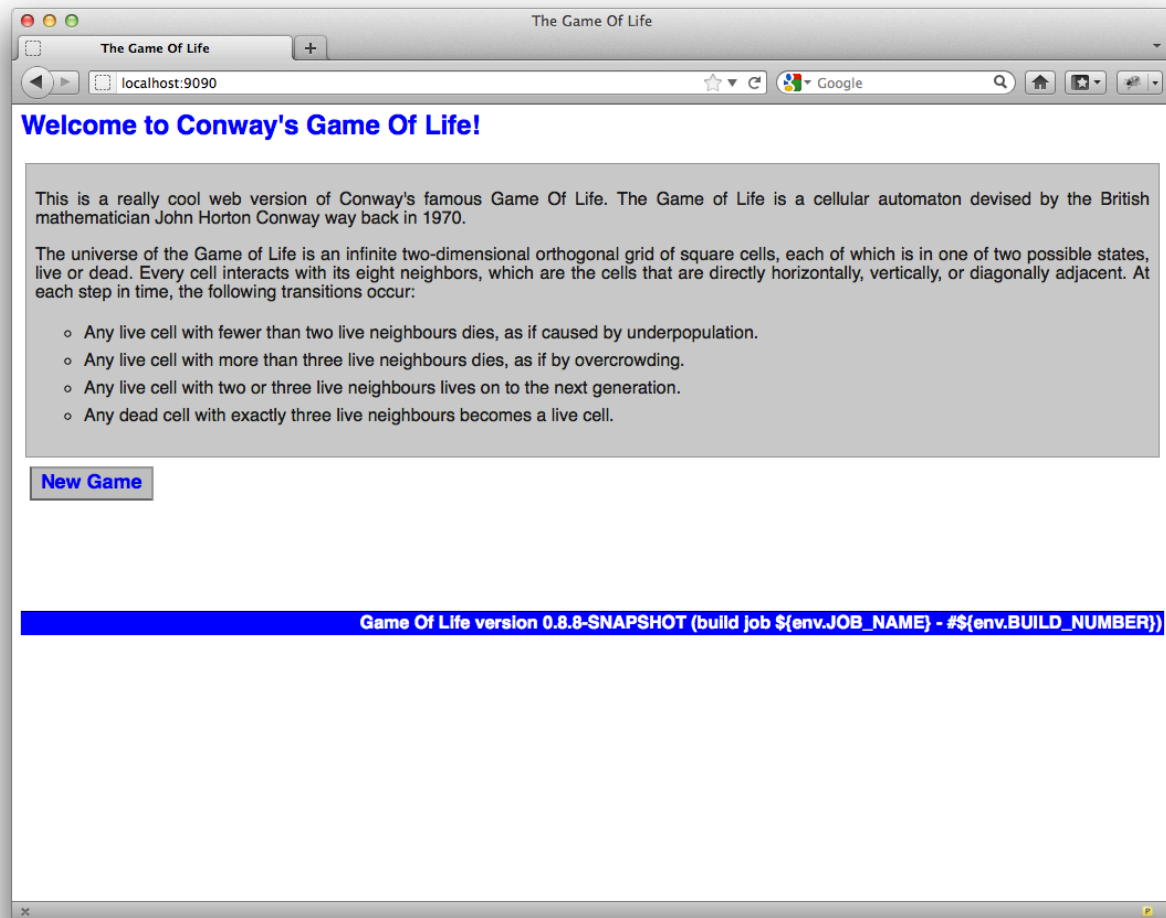 The Game Of Life
The Game Of Life
localhost:9090
Google
Welcome to Conway's Game Of Life!
This is a really cool web version of Conway's famous Game Of Life. The Game of Life is a cellular automaton devised by the British
mathematician John Horton Conway way back in 1970.
The universe of the Game of Life is an infinite two-dimensional orthogonal grid of square cells, each of which is in one of two possible states,
live or dead. Every cell interacts with its eight neighbors, which are the cells that are directly horizontally, vertically, or diagonally adjacent. At
each step in time, the following transitions occur:
Any live cell with fewer than two live neighbours dies, as if caused by underpopulation.
Any live cell with more than three live neighbours dies, as if by overcrowding.
Any live cell with two or three live neighbours lives on to the next generation.
Any dead cell with exactly three live neighbours becomes a live cell.
New Game
Game Of Life version 0.8.8-SNAPSHOT (build job ${env.JOB_NAME} - #${env.BUILD_NUMBER})